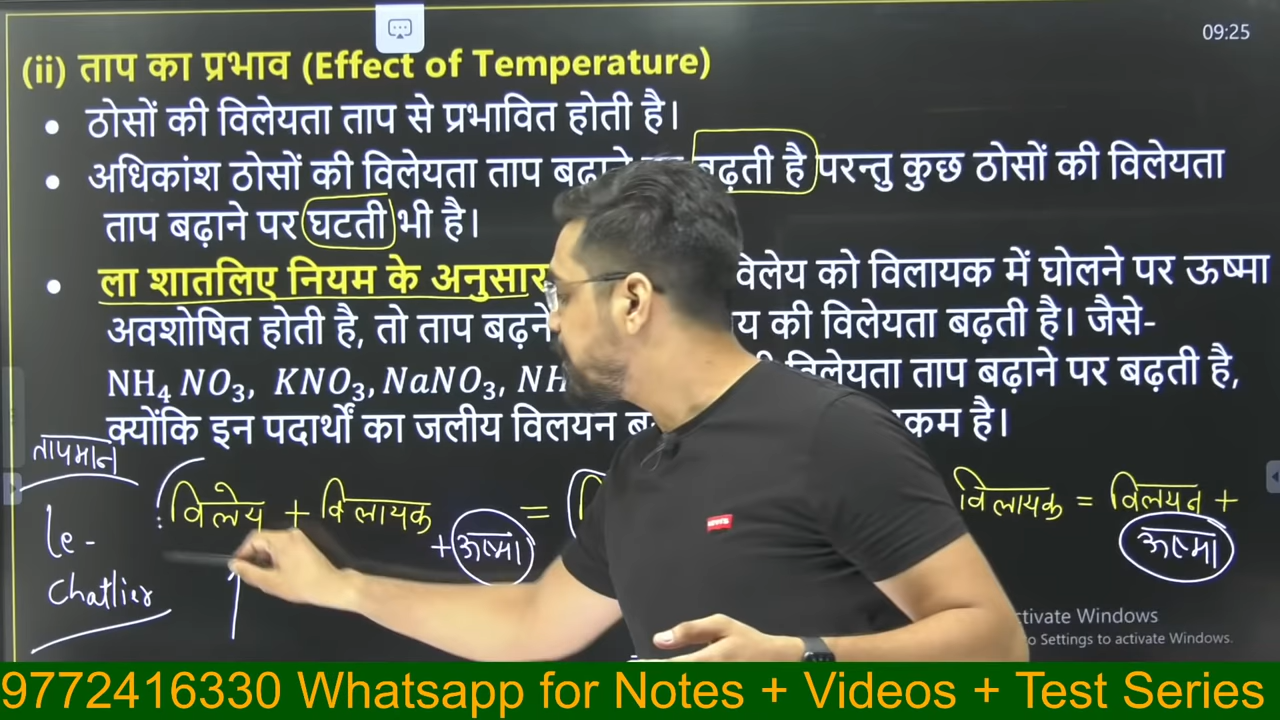 09:25
(ii) ताप का प्रभाव (Effect of Temperature)
• ठोसों की विलेयता ताप से प्रभावित होती है।
• अधिकांश ठोसों की विलेयता ताप बढ़ाने बढ़ती है परन्तु कुछ ठोसों की विलेयता
ताप बढ़ाने पर घटती भी है।
• ला शातलिए नियम के अनुसार विलेय को विलायक में घोलने पर ऊष्मा
अवशोषित होती है, तो ताप बढ़ने की विलेयता बढ़ती है। जैसे-
NH₄ NO₃, KNO₃, NaNO₃, NH विलेयता ताप बढ़ाने पर बढ़ती है,
क्योंकि इन पदार्थों का जलीय विलयन कम है।
तापमान
le-
Chatlier
विलेय + विलायक =
+ ऊष्मा
विलायक = विलयन +
ऊष्मा
ctivate Windows
o Settings to activate Windows.
9772416330 Whatsapp for Notes + Videos + Test Series